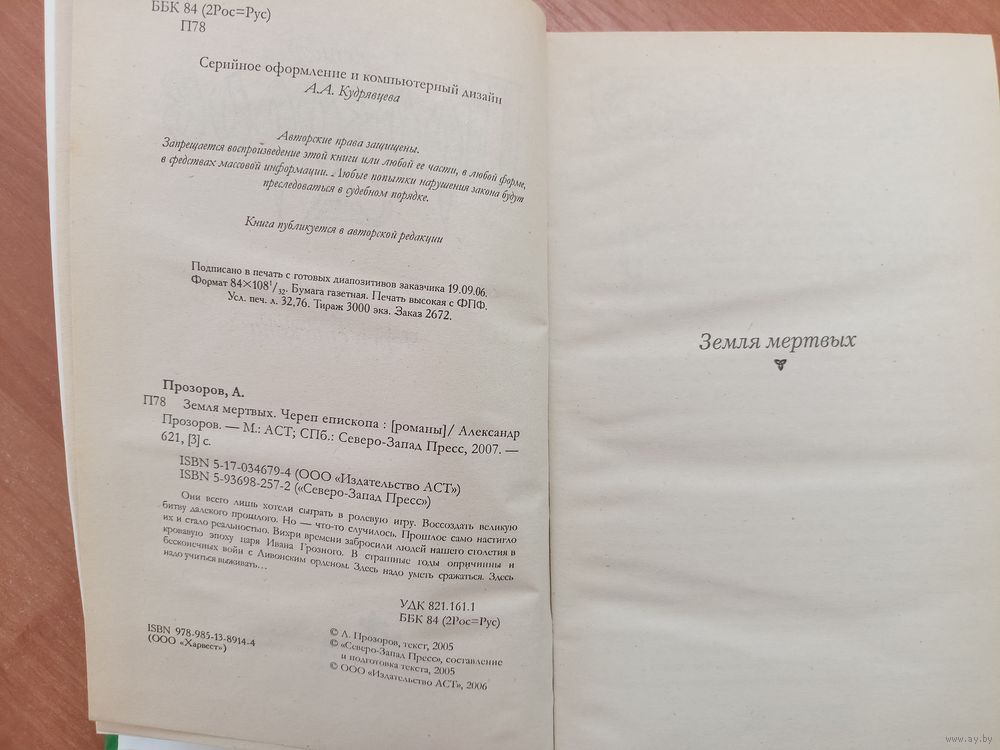 ББК 84 (2Рос=Рус)
П78
Серийное оформление и компьютерный дизайн
А.А. Кудрявцева
Авторские права защищены.
Запрещается воспроизведение этой книги или любой ее части, в любой форме,
в средствах массовой информации. Любые попытки нарушения закона будут
преследоваться в судебном порядке.
Книга публикуется в авторской редакции
Подписано в печать с готовых диапозитивов заказчика 19.09.06.
Формат 84×108¹/₃₂. Бумага газетная. Печать высокая с ФПФ.
Усл. печ. л. 32,76. Тираж 3000 экз. Заказ 2672.
Прозоров, А.
П78 Земля мертвых. Череп епископа : [романы]/ Александр
Прозоров. — М.: АСТ; СПб.: Северо-Запад Пресс, 2007. —
621, [3] с.
ISBN 5-17-034679-4 (ООО «Издательство АСТ»)
ISBN 5-93698-257-2 («Северо-Запад Пресс»)
Они всего лишь хотели сыграть в ролевую игру. Воссоздать великую
битву далекого прошлого. Но — что-то случилось. Прошлое само настигло
их и стало реальностью. Вихри времени забросили людей нашего столетия в
кровавую эпоху царя Ивана Грозного. В страшные годы опричнины и
бесконечных войн с Ливонским орденом. Здесь надо уметь сражаться. Здесь
надо учиться выживать...
УДК 821.161.1
ББК 84 (2Рос=Рус)
ISBN 978-985-13-8914-4
(ООО «Харвест»)
© А. Прозоров, текст, 2005
© «Северо-Запад Пресс», составление
и подготовка текста, 2005
© ООО «Издательство АСТ», 2006
Земля мертвых
www.ay.by